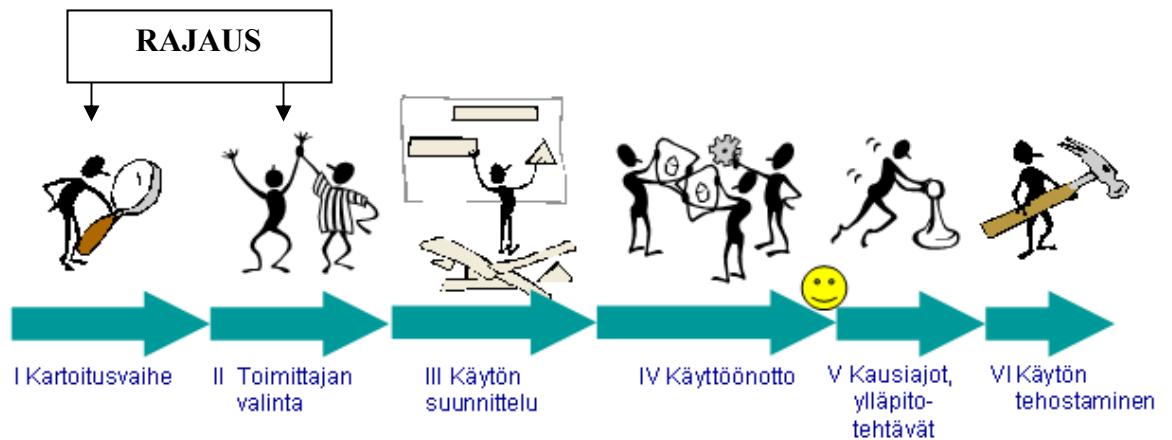 RAJAUS
I Kartoitusvaihe
II Toimittajan
valinta
III Käytön
suunnittelu
IV Käyttöönotto
V Kausiajot,
ylläpito-
tehtävät
VI Käytön
tehostaminen